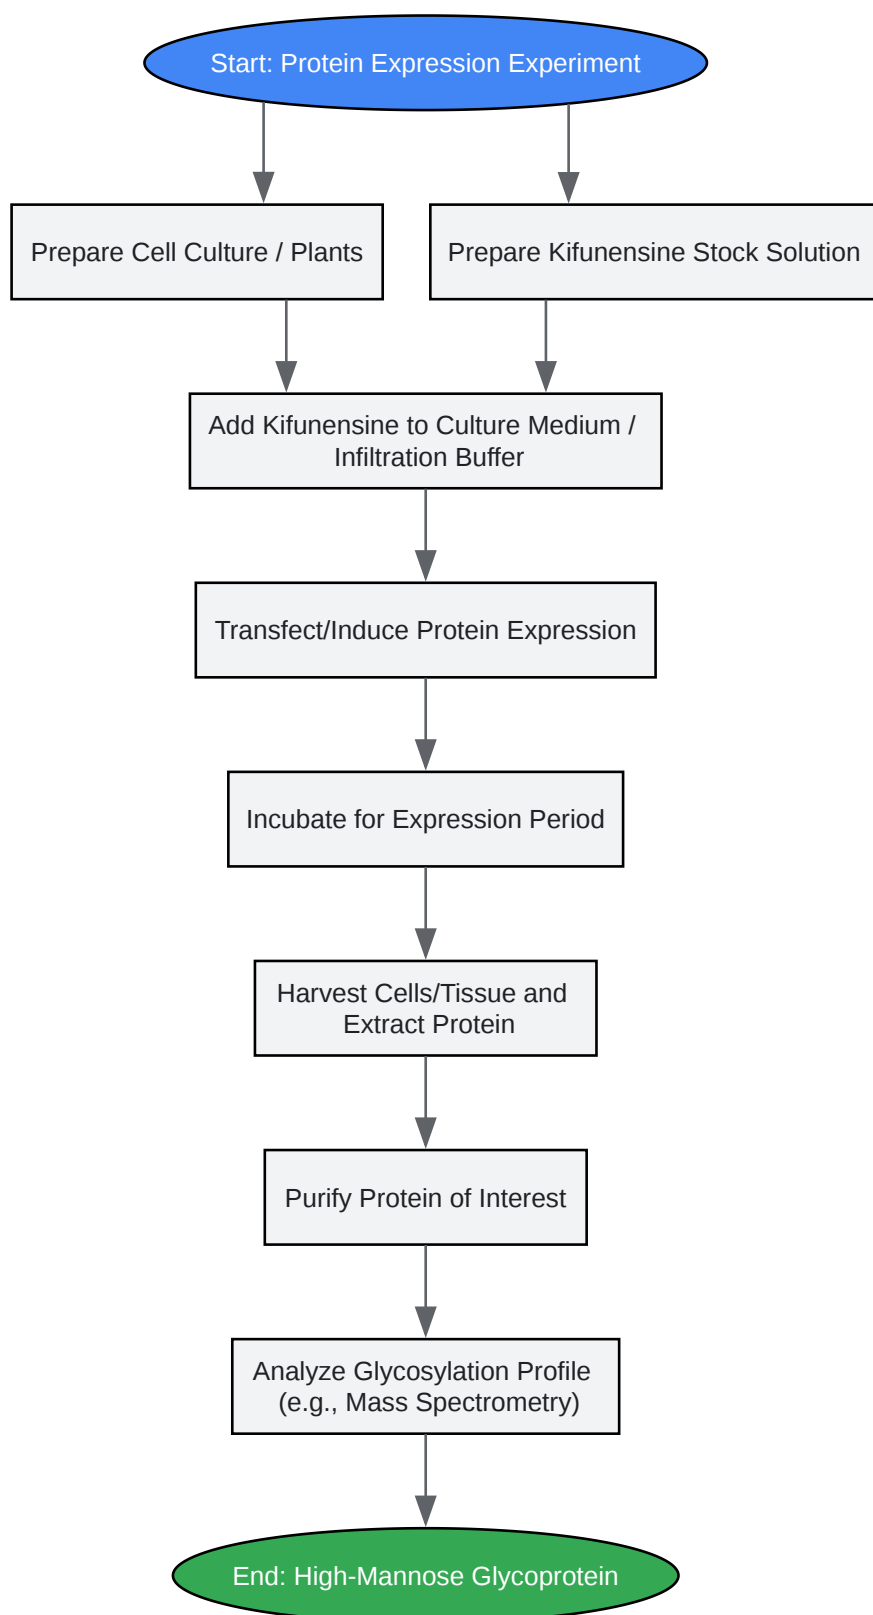 Start: Protein Expression Experiment
Prepare Cell Culture / Plants
Prepare Kifunensine Stock Solution
Add Kifunensine to Culture Medium /
Infiltration Buffer
Transfect/Induce Protein Expression
Incubate for Expression Period
Harvest Cells/Tissue and
Extract Protein
Purify Protein of Interest
Analyze Glycosylation Profile
(e.g., Mass Spectrometry)
End: High-Mannose Glycoprotein